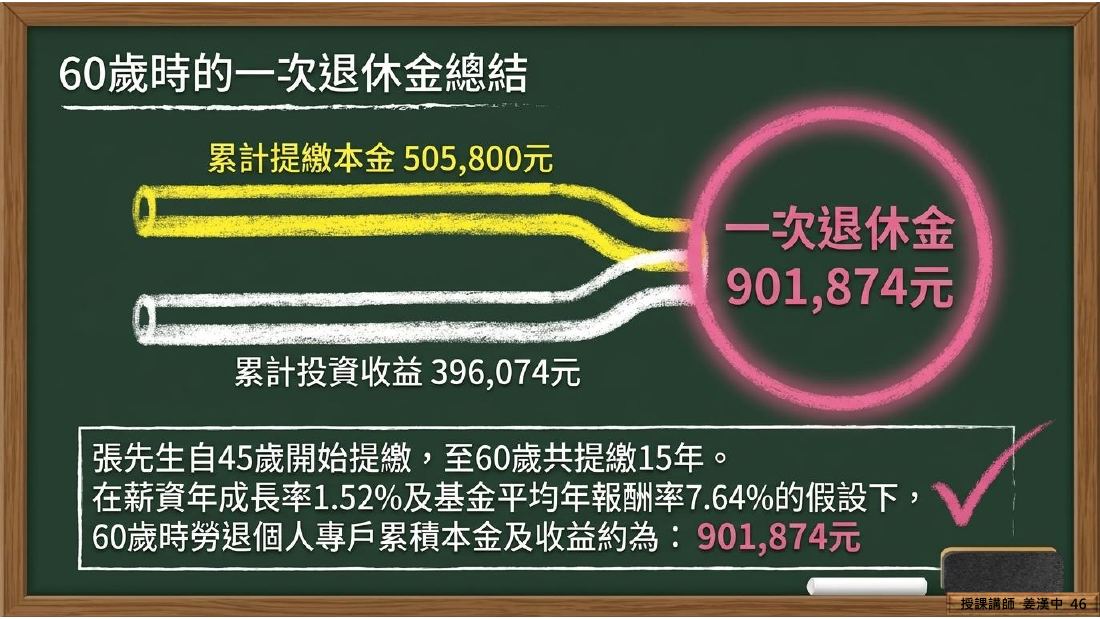 60歲時的一次退休金總結
累計提繳本金 505,800元
一次退休金
901,874元
累計投資收益 396,074元
張先生自45歲開始提繳，至60歲共提繳15年。
在薪資年成長率1.52%及基金平均年報酬率7.64%的假設下，
60歲時勞退個人專戶累積本金及收益約為：901,874元
授課講師 姜漢中 46